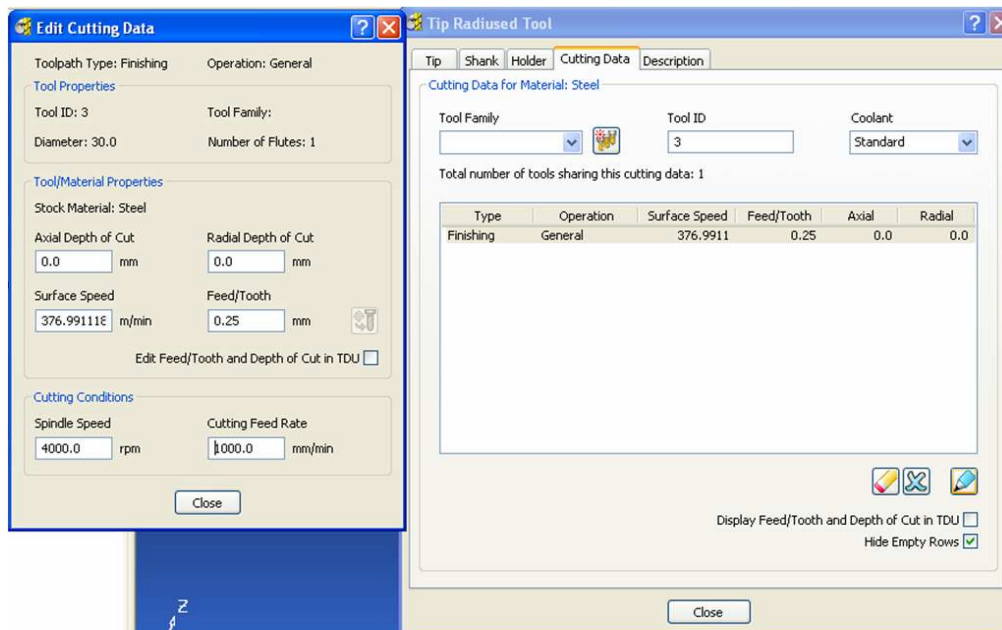 Edit Cutting Data
Toolpath Type: Finishing Operation: General
Tool Properties
Tool ID: 3 Tool Family:
Diameter: 30.0 Number of Flutes: 1
Tool/Material Properties
Stock Material: Steel
Axial Depth of Cut Radial Depth of Cut
0.0 mm 0.0 mm
Surface Speed Feed/Tooth
376.991118 m/min 0.25 mm
Edit Feed/Tooth and Depth of Cut in TDU
Cutting Conditions
Spindle Speed Cutting Feed Rate
4000.0 rpm 1000.0 mm/min
Close
Z
Tip Radiused Tool
Tip Shank Holder Cutting Data Description
Cutting Data for Material: Steel
Tool Family Tool ID Coolant
3 Standard
Total number of tools sharing this cutting data: 1
Type Operation Surface Speed Feed/Tooth Axial Radial
Finishing General 376.9911 0.25 0.0 0.0
Display Feed/Tooth and Depth of Cut in TDU
Hide Empty Rows
Close